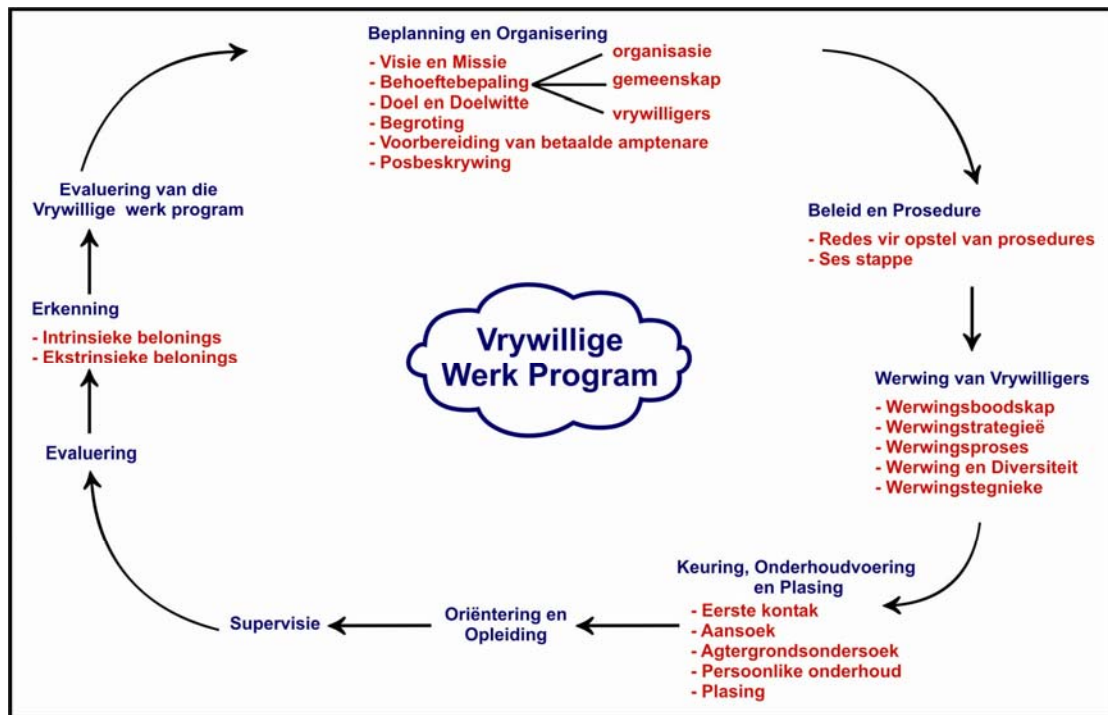 Beplanning en Organisering
- Visie en Missie
- Behoeftebepaling
- Doel en Doelwitte
- Begroting
- Voorbereiding van betaalde amptenare
- Posbeskrywing
organisasie
gemeenskap
vrywilligers
Beleid en Prosedure
- Redes vir opstel van prosedures
- Ses stappe
Werwing van Vrywilligers
- Werwingsboodskap
- Werwingstrategieë
- Werwingsproses
- Werwing en Diversiteit
- Werwingstegnieke
Keuring, Onderhoudvoering
en Plasing
- Eerste kontak
- Aansoek
- Agtergrondsondersoek
- Persoonlike onderhoud
- Plasing
Oriëntering en
Opleiding
Supervisie
Evaluering
Erkenning
- Intrinsieke belonings
- Ekstrinsieke belonings
Evaluering van die
Vrywillige werk program
Vrywillige
Werk Program